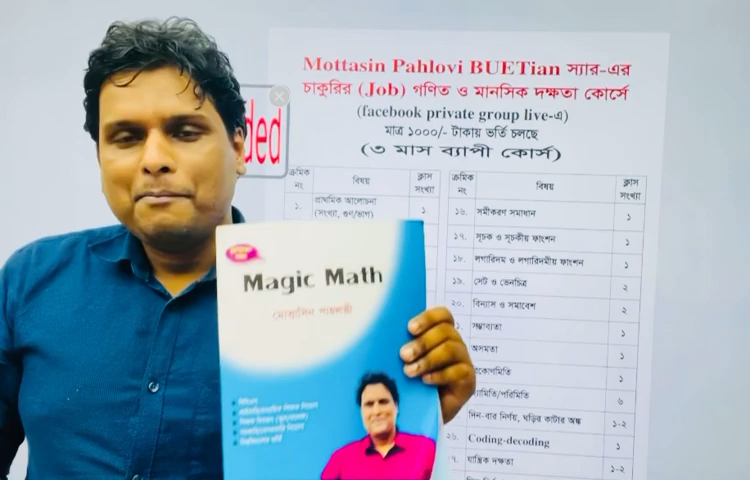 Mottasin Pahlovi BUETian স্যার-এর
চাকুরির (Job) গণিত ও মানসিক দক্ষতা কোর্সে
(facebook private group live-এ)
মাত্র ১০০০/- টাকায় ভর্তি চলছে
(৩ মাস ব্যাপী কোর্স)
ded
ক্রমিক নং বিষয় ক্লাস সংখ্যা
১. প্রাথমিক আলোচনা (সংখ্যা, গুণ/ভাগ) ১
ক্রমিক নং বিষয় ক্লাস সংখ্যা
১৬. সমীকরণ সমাধান ১
১৭. সূচক ও সূচকীয় ফাংশন ১
১৮. লগারিদম ও লগারিদমীয় ফাংশন ১
১৯. সেট ও ভেনচিত্র ২
২০. বিন্যাস ও সমাবেশ ২
সম্ভাব্যতা ১
অসমতা ১
১
৬
দিন-বার নির্ণয়, ঘড়ির কাটার অঙ্ক ১-২
২৬. Coding-decoding ১
যান্ত্রিক দক্ষতা ১-২
Magic Math
মোত্তাসিন পাহলভী